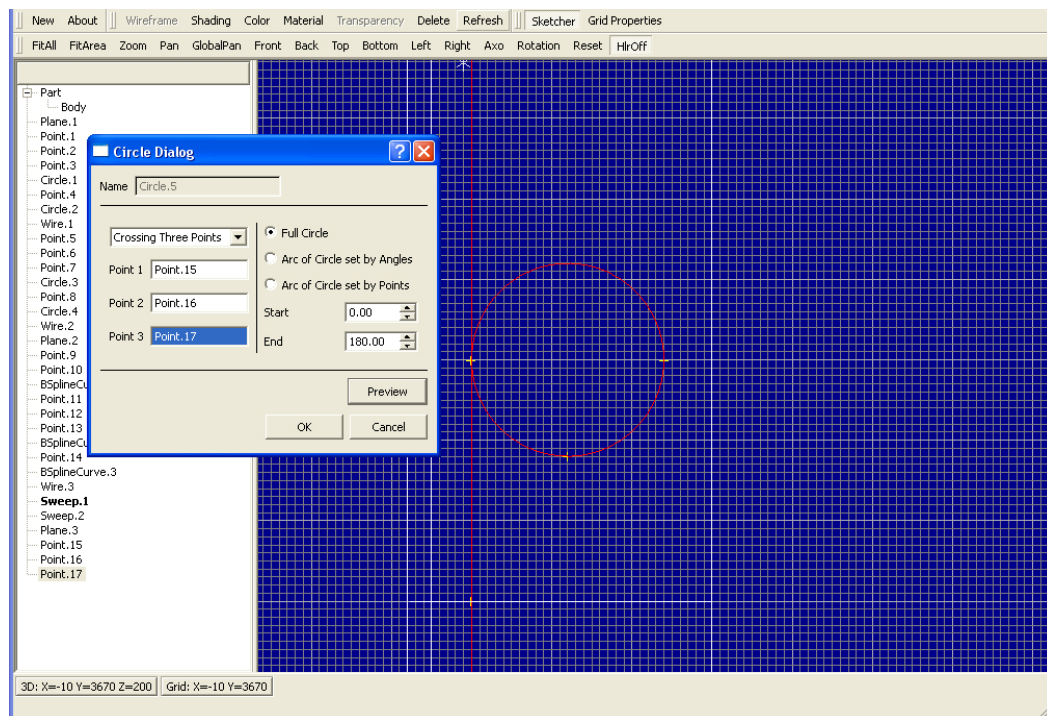 New About Wireframe Shading Color Material Transparency Delete Refresh Sketcher Grid Properties
FitAll FitArea Zoom Pan GlobalPan Front Back Top Bottom Left Right Axo Rotation Reset HlrOff
Part
Body
Plane.1
Point.1
Point.2
Point.3
Circle.1
Point.4
Circle.2
Wire.1
Point.5
Point.6
Point.7
Circle.3
Point.8
Circle.4
Wire.2
Plane.2
Point.9
Point.10
BSplineCu
Point.11
Point.12
Point.13
BSplineCu
Point.14
BSplineCurve.3
Wire.3
Sweep.1
Sweep.2
Plane.3
Point.15
Point.16
Point.17
Circle Dialog
Name Circle.5
Crossing Three Points
Point 1 Point.15
Point 2 Point.16
Point 3 Point.17
Full Circle
Arc of Circle set by Angles
Arc of Circle set by Points
Start 0.00
End 180.00
Preview
OK Cancel
3D: X=-10 Y=3670 Z=200 Grid: X=-10 Y=3670